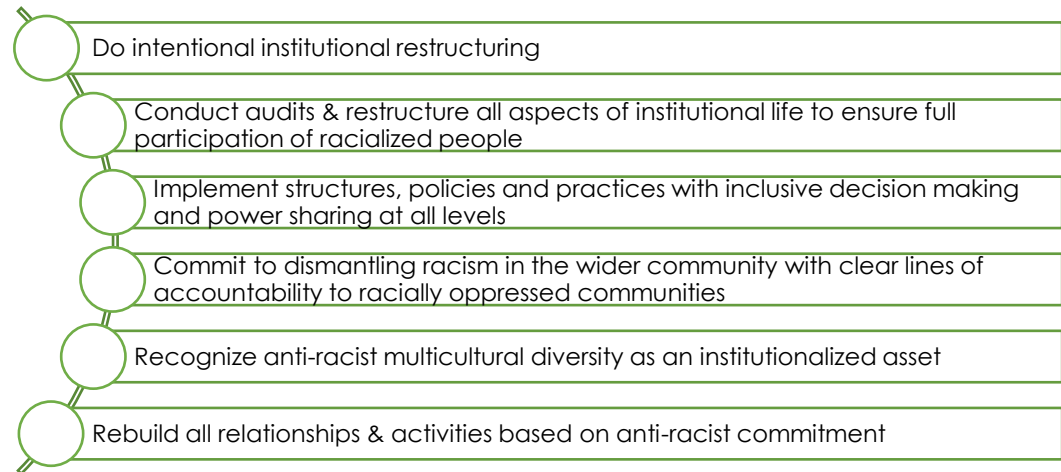 Do intentional institutional restructuring
Conduct audits & restructure all aspects of institutional life to ensure full
participation of racialized people
Implement structures, policies and practices with inclusive decision making
and power sharing at all levels
Commit to dismantling racism in the wider community with clear lines of
accountability to racially oppressed communities
Recognize anti-racist multicultural diversity as an institutionalized asset
Rebuild all relationships & activities based on anti-racist commitment